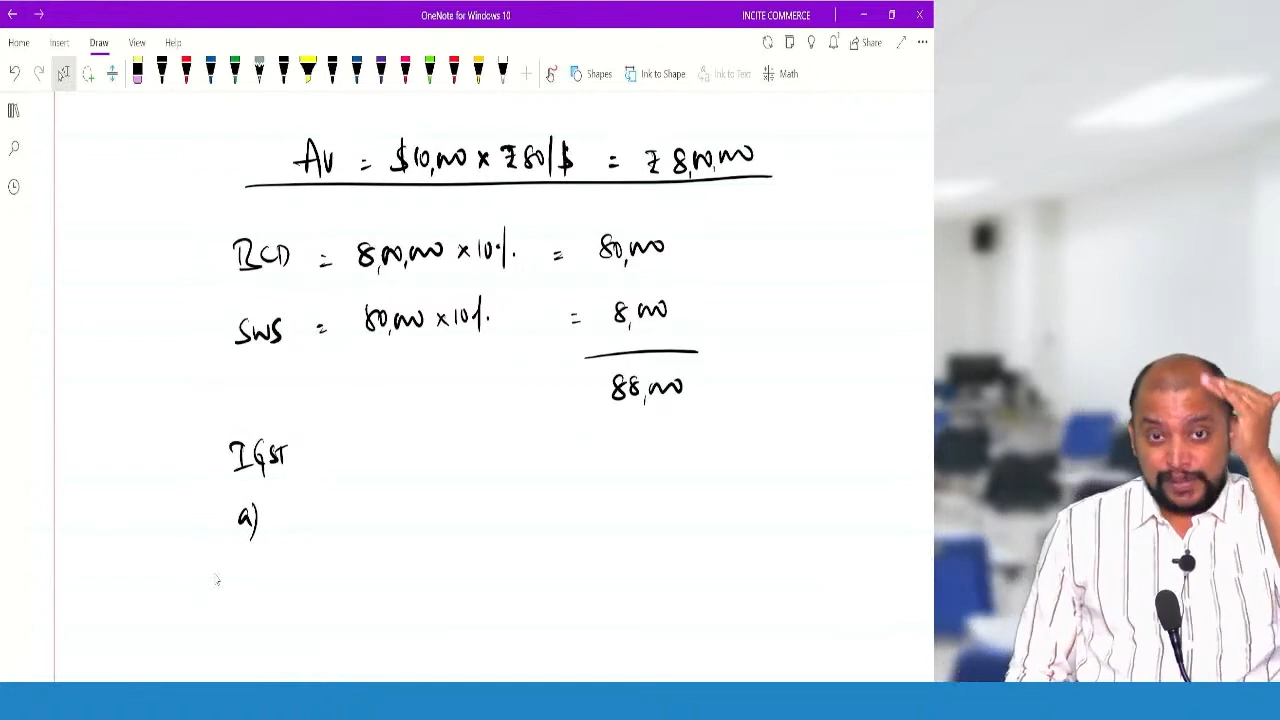 OneNote for Windows 10
INCITE COMMERCE
Home Insert Draw View Help
Share
Shapes Ink to Shape Ink to Text Math
AV = $10,000 x ₹80/$ = ₹ 8,00,000
BCD = 8,00,000 x 10% = 80,000
SWS = 80,000 x 10% = 8,000
88,000
IGST
a)